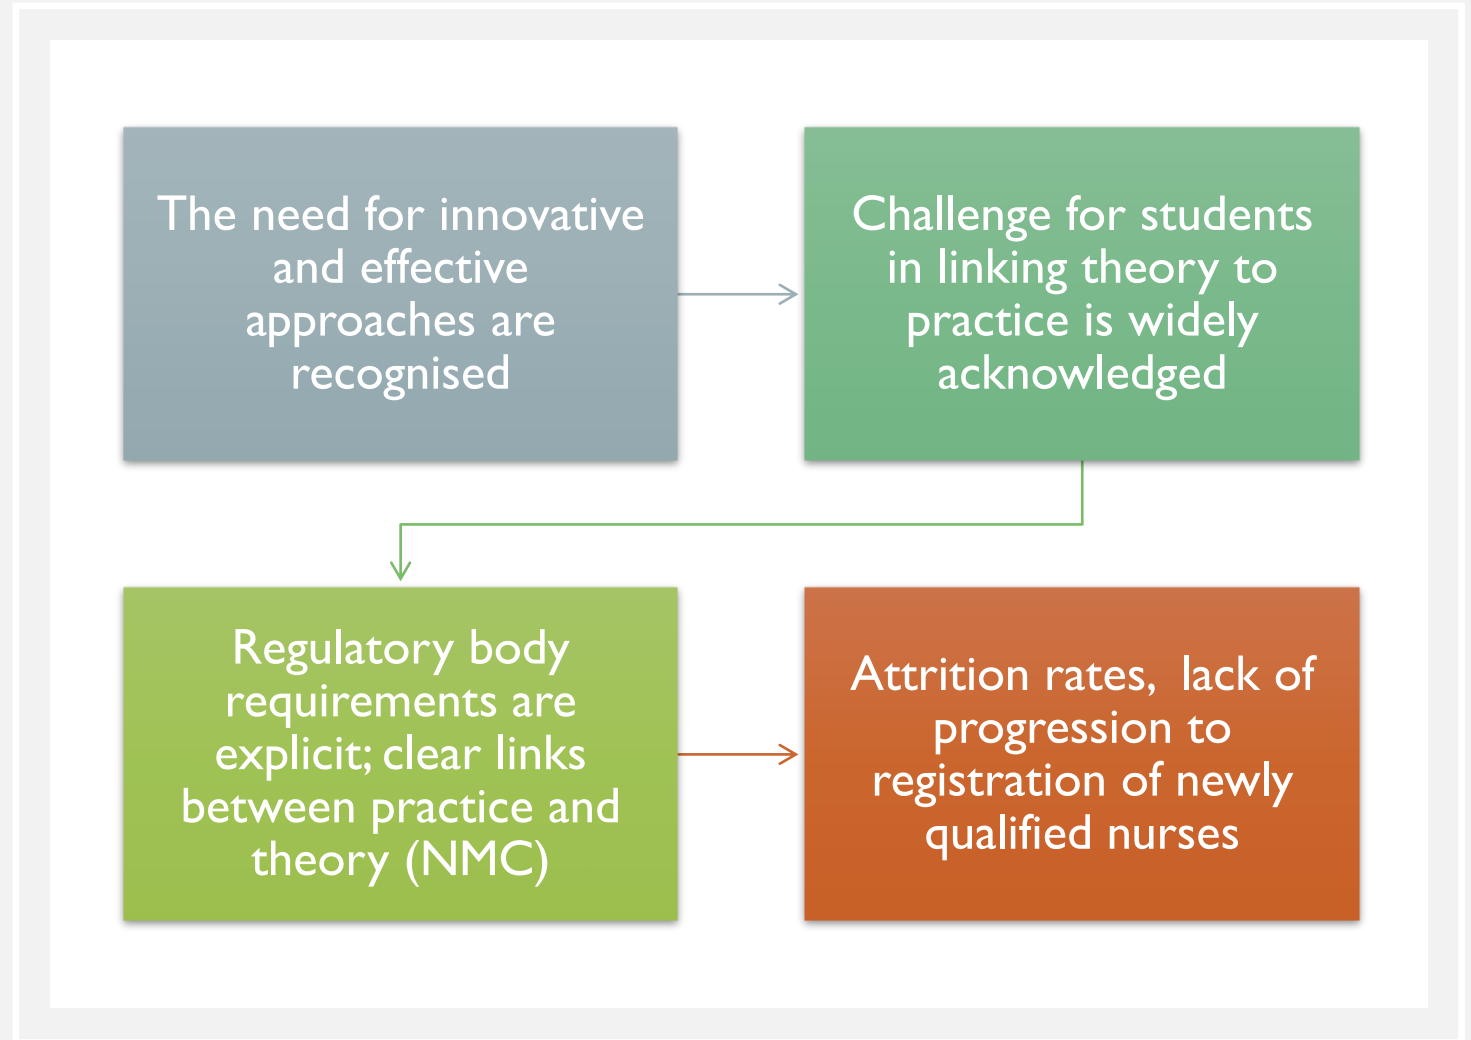 The need for innovative
and effective
approaches are
recognised
Challenge for students
in linking theory to
practice is widely
acknowledged
Regulatory body
requirements are
explicit; clear links
between practice and
theory (NMC)
Attrition rates,  lack of
progression to
registration of newly
qualified nurses